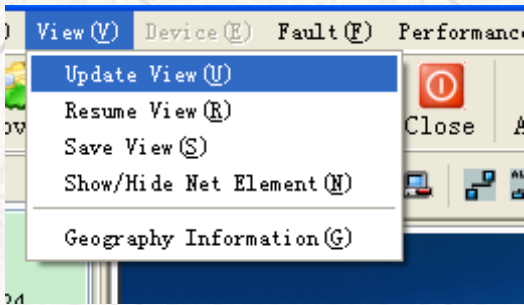 ) View(V) Device(E) Fault(F) Performance
Update View(U)
Resume View(R)
Close
Save View(S)
Show/Hide Net Element(N)
Geography Information(G)